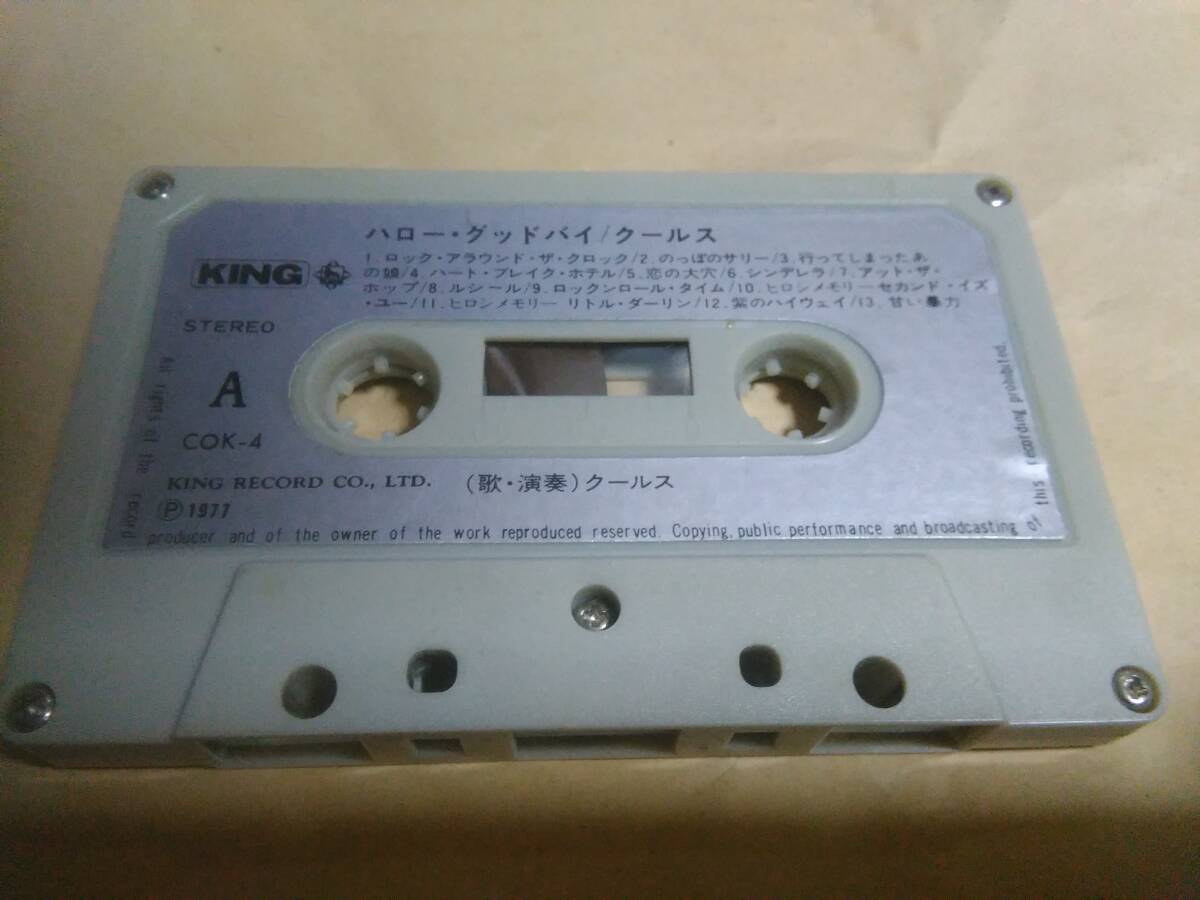 ハロー・グッドバイ/クールス
1. ロック・アラウンド・ザ・クロック/2. のっぽのサリー/3. 行ってしまったあ
の娘/4. ハート・ブレイク・ホテル/5. 恋の大穴/6. シンデレラ/7. アット・ザ・
ホップ/8. ルシール/9. ロックンロール・タイム/10. ヒロシメモリーセカンド・イズ
・ユー/11. ヒロシメモリー リトル・ダーリン/12. 紫のハイウェイ/13. 甘い暴力
KING
STEREO
A
COK-4
KING RECORD CO., LTD. (歌・演奏)クールス
Ⓟ1977
All rights of the record producer and of the owner of the work reproduced reserved. Copying, public performance and broadcasting of this recording prohibited.